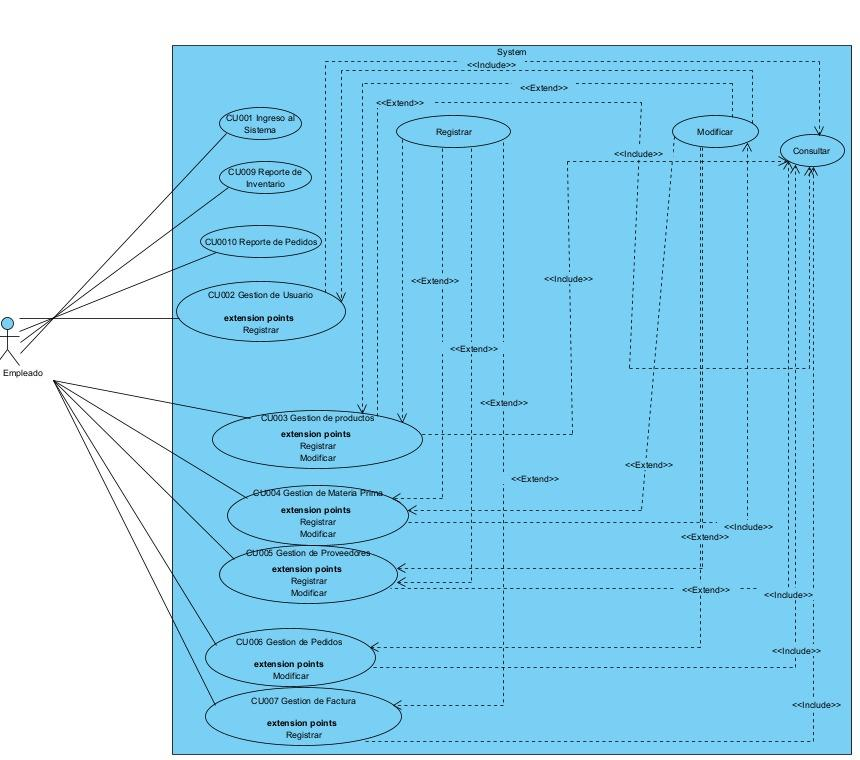 System
<<Include>>
<<Extend>>
<<Extend>>
CU001 Ingreso al
Sistema
Registrar
Modificar
Consultar
<<Include>>
CU009 Reporte de
Inventario
CU0010 Reporte de Pedidos
<<Extend>>
<<Include>>
CU002 Gestion de Usuario
extension points
Registrar
<<Extend>>
Empleado
<<Extend>>
CU003 Gestion de productos
extension points
Registrar
Modificar
<<Extend>>
<<Extend>>
CU004 Gestion de Materia Prima
extension points
Registrar
Modificar
<<Include>>
<<Extend>>
CU005 Gestion de Proveedores
extension points
Registrar
Modificar
<<Extend>>
<<Include>>
CU006 Gestion de Pedidos
extension points
Modificar
<<Include>>
CU007 Gestion de Factura
extension points
Registrar
<<Include>>